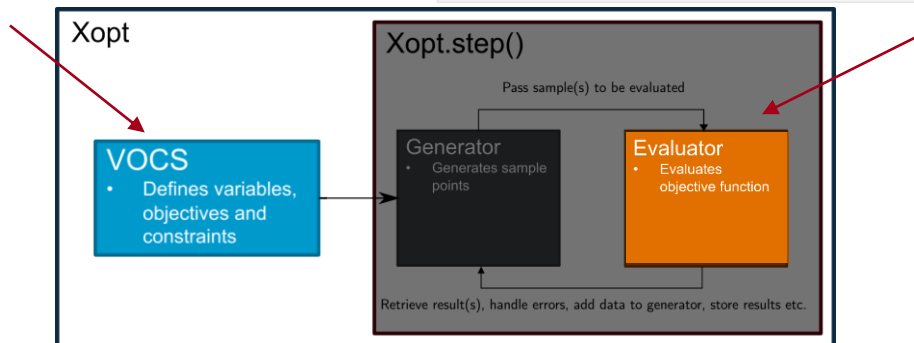 Xopt
Xopt.step()
Pass sample(s) to be evaluated
VOCS
• Defines variables,
objectives and
constraints
Generator
• Generates sample
points
Evaluator
• Evaluates
objective function
Retrieve result(s), handle errors, add data to generator, store results etc.